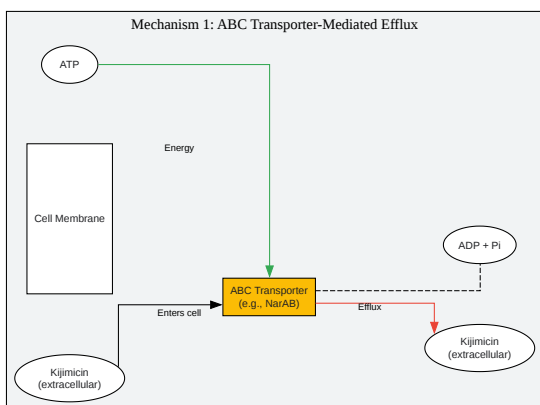 Mechanism 1: ABC Transporter-Mediated Efflux
ATP
Energy
Cell Membrane
ADP + Pi
ABC Transporter
(e.g., NarAB)
Enters cell
Efflux
Kijimicin
(extracellular)
Kijimicin
(extracellular)